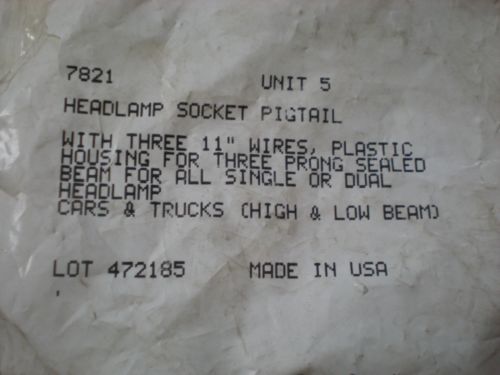 7821 UNIT 5
HEADLAMP SOCKET PIGTAIL
WITH THREE 11" WIRES, PLASTIC
HOUSING FOR THREE PRONG SEALED
BEAM FOR ALL SINGLE OR DUAL
HEADLAMP
CARS & TRUCKS (HIGH & LOW BEAM)
LOT 472185 MADE IN USA